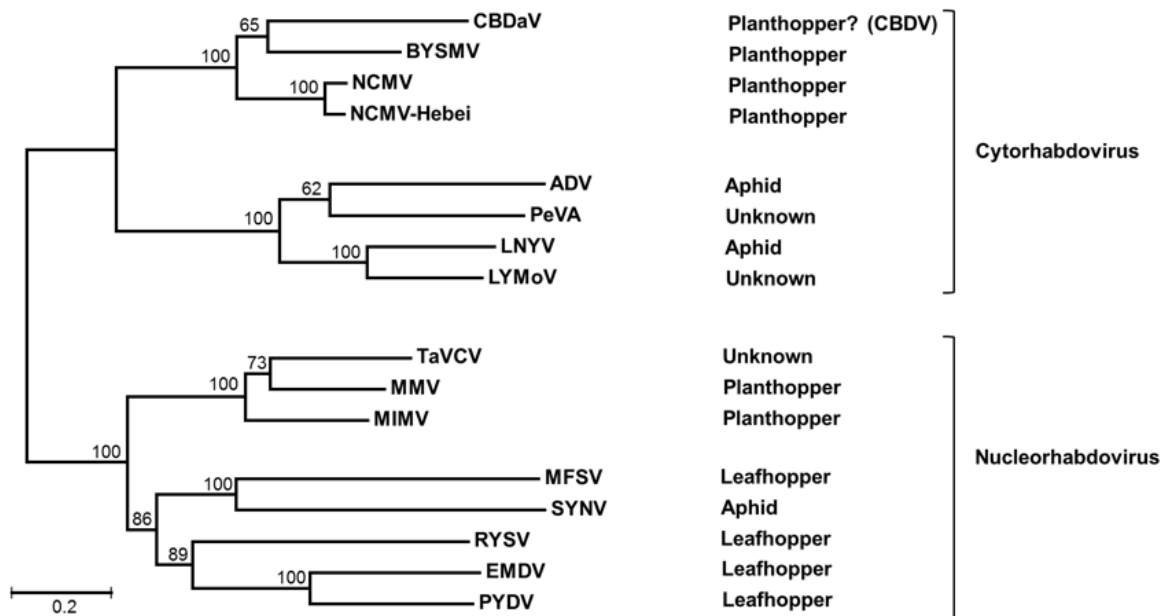 CBDaV Planthopper? (CBDV)
65
BYSMV Planthopper
100
NCMV Planthopper
100
NCMV-Hebei Planthopper
Cytorhabdovirus
ADV Aphid
62
PeVA Unknown
100
LNYV Aphid
100
LYMoV Unknown
TaVCV Unknown
73
MMV Planthopper
100
MIMV Planthopper
100
Nucleorhabdovirus
MFSV Leafhopper
100
SYNV Aphid
86
RYSV Leafhopper
89
EMDV Leafhopper
100
PYDV Leafhopper
0.2